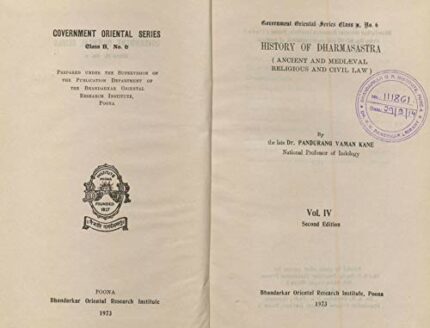 GOVERNMENT ORIENTAL SERIES
Class B, No. 6
PREPARED UNDER THE SUPERVISION OF
THE PUBLICATION DEPARTMENT OF
THE BHANDARKAR ORIENTAL
RESEARCH INSTITUTE,
POONA
POONA
Bhandarkar Oriental Research Institute
1973
Government Oriental Series Class B, No. 6
HISTORY OF DHARMASASTRA
( ANCIENT AND MEDIÆVAL
RELIGIOUS AND CIVIL LAW )
No. 111861
By
the late Dr. PANDURANG VAMAN KANE
National Professor of Indology
Vol. IV
Second Edition
Bhandarkar Oriental Research Institute
POONA
1973